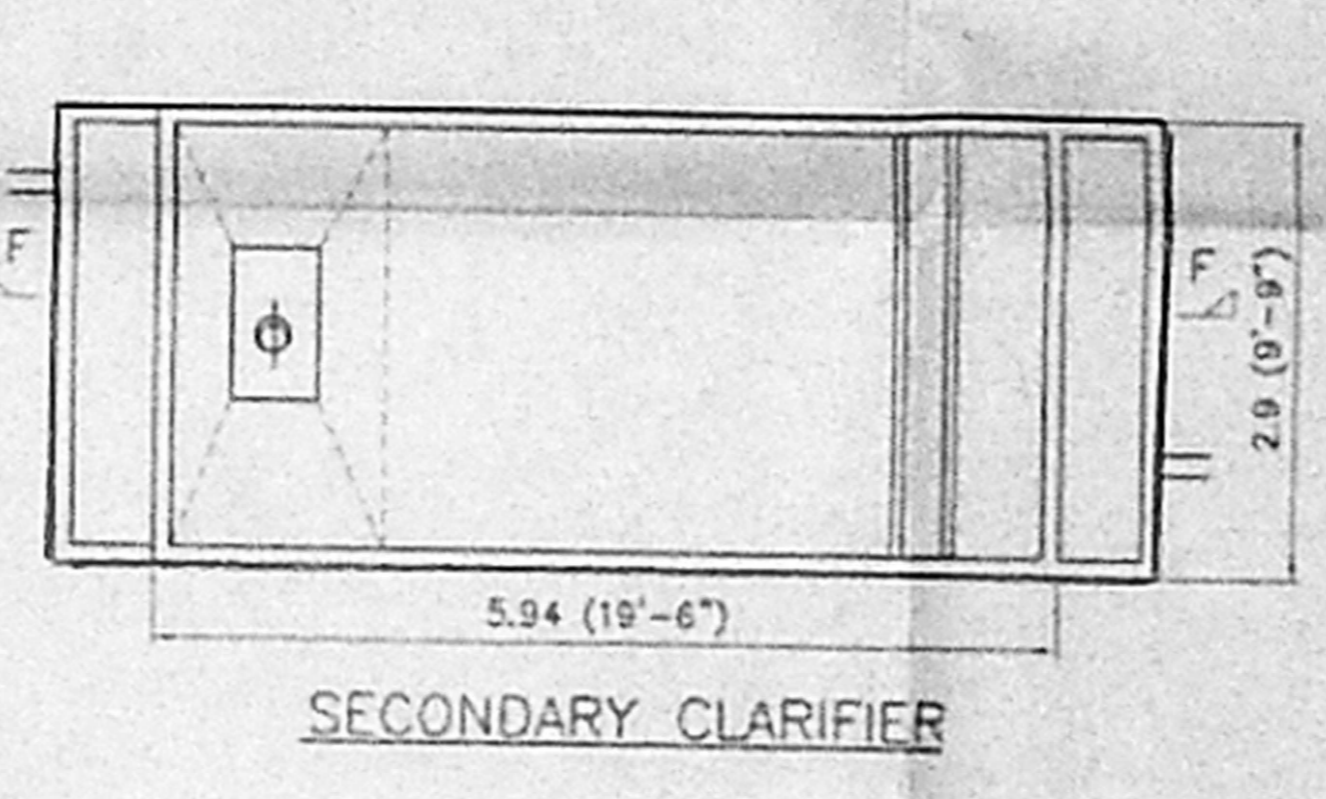 F
F
2.9 (9'-9")
5.94 (19'-6")
SECONDARY CLARIFIER